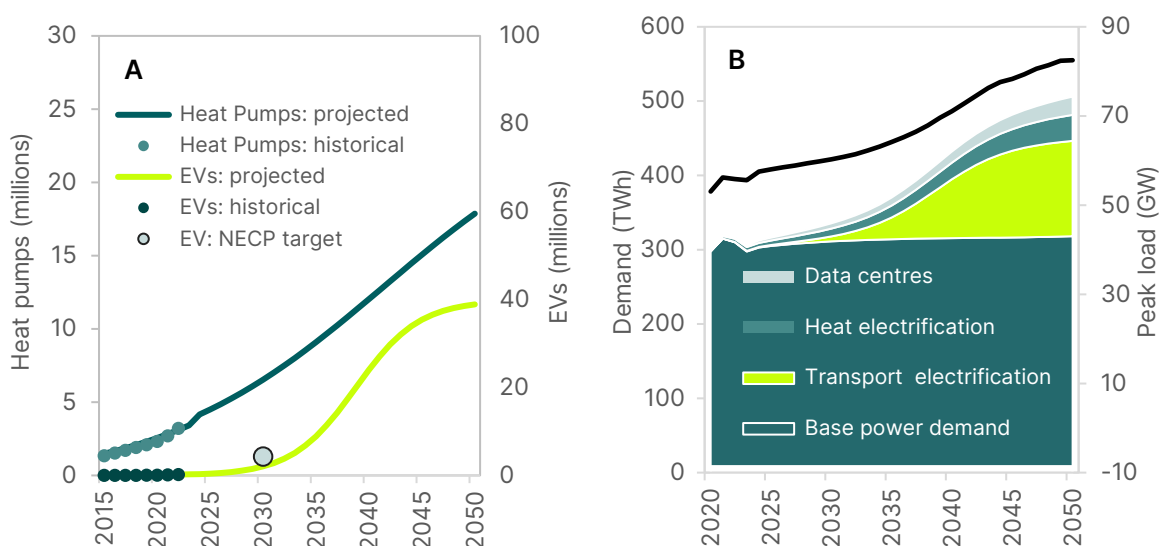 A
Heat pumps (millions)
30
25
20
15
10
5
0
Heat Pumps: projected
Heat Pumps: historical
EVs: projected
EVs: historical
EV: NECP target
100
80
60
40
20
0
EVs (millions)
2015
2020
2025
2030
2035
2040
2045
2050
B
Demand (TWh)
600
500
400
300
200
100
0
Data centres
Heat electrification
Transport electrification
Base power demand
90
70
50
30
10
-10
Peak load (GW)
2020
2025
2030
2035
2040
2045
2050